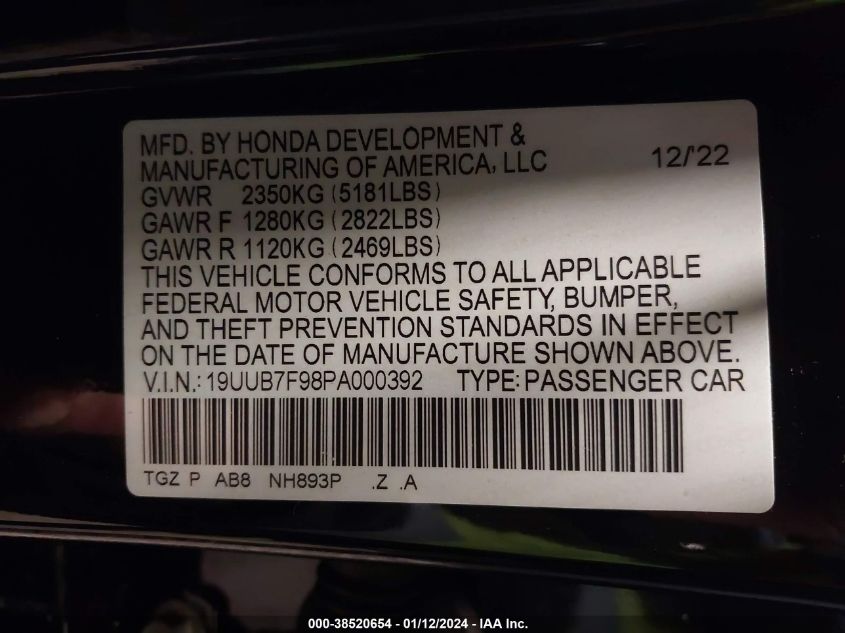 MFD. BY HONDA DEVELOPMENT &
MANUFACTURING OF AMERICA, LLC 12/'22
GVWR 2350KG (5181LBS)
GAWR F 1280KG (2822LBS)
GAWR R 1120KG (2469LBS)
THIS VEHICLE CONFORMS TO ALL APPLICABLE
FEDERAL MOTOR VEHICLE SAFETY, BUMPER,
AND THEFT PREVENTION STANDARDS IN EFFECT
ON THE DATE OF MANUFACTURE SHOWN ABOVE.
V.I.N.: 19UUB7F98PA000392 TYPE: PASSENGER CAR
TGZ P AB8 NH893P .Z .A
000-38520654 - 01/12/2024 - IAA Inc.